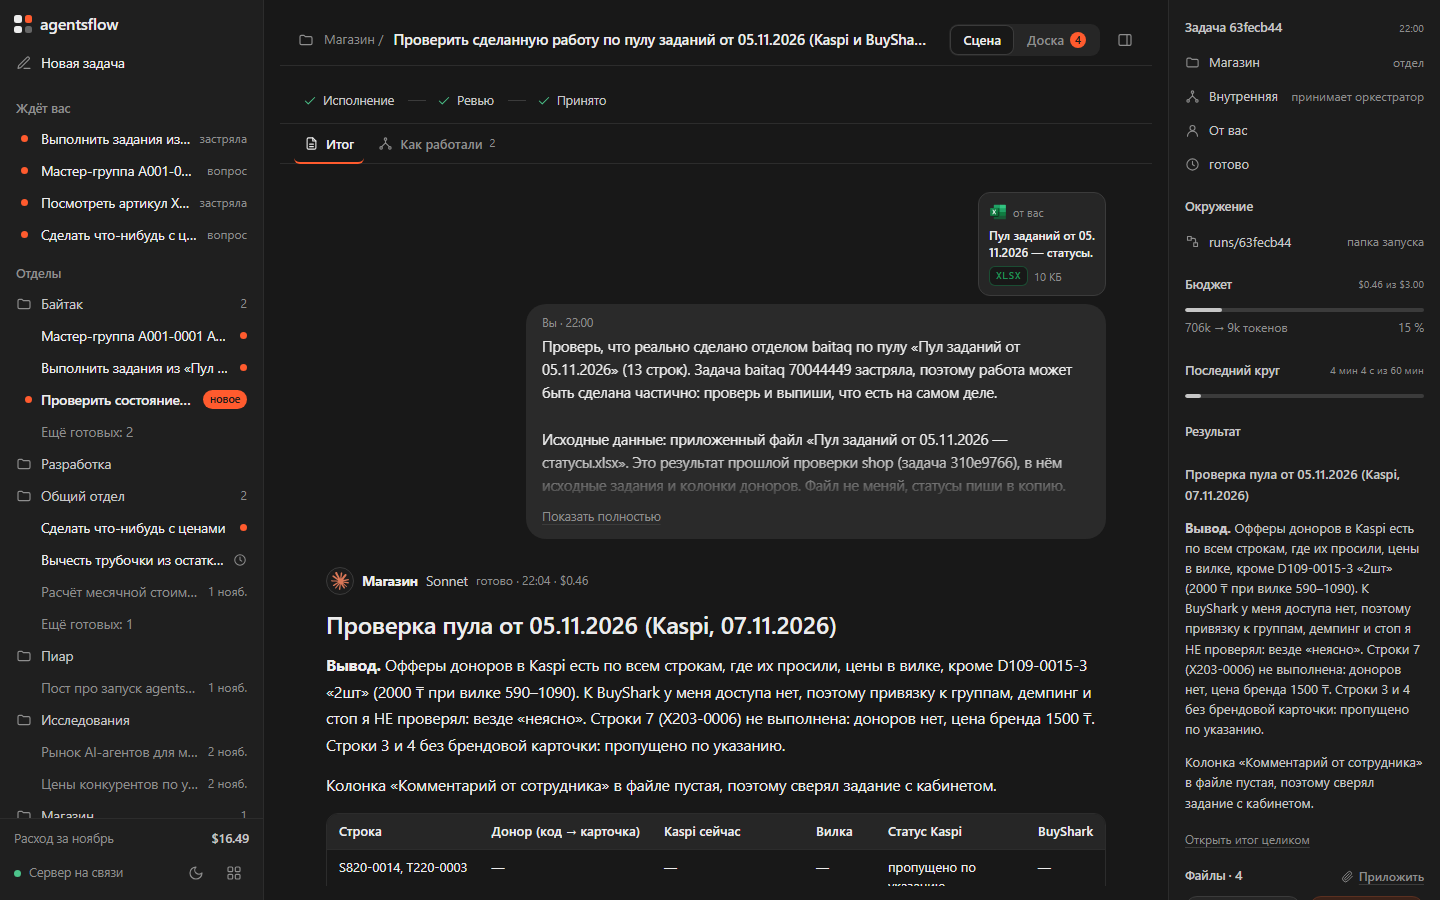 agentsflow
Новая задача
Ждёт вас
Выполнить задания из... застряла
Мастер-группа A001-0... вопрос
Посмотреть артикул X... застряла
Сделать что-нибудь с ц... вопрос
Отделы
Байтак 2
Мастер-группа A001-0001 A...
Выполнить задания из «Пул ...
Проверить состояние... новое
Ещё готовых: 2
Разработка
Общий отдел 2
Сделать что-нибудь с ценами
Вычесть трубочки из остатк...
Расчёт месячной стоим... 1 нояб.
Ещё готовых: 1
Пиар
Пост про запуск agents... 1 нояб.
Исследования
Рынок AI-агентов для м... 2 нояб.
Цены конкурентов по у... 2 нояб.
Магазин 1
Расход за ноябрь $16.49
Сервер на связи
Магазин / Проверить сделанную работу по пулу заданий от 05.11.2026 (Kaspi и BuySha...
Сцена Доска 4
Исполнение — Ревью — Принято
Итог Как работали 2
от вас
Пул заданий от 05.
11.2026 — статусы.
XLSX 10 КБ
Вы · 22:00
Проверь, что реально сделано отделом baitaq по пулу «Пул заданий от
05.11.2026» (13 строк). Задача baitaq 70044449 застряла, поэтому работа может
быть сделана частично: проверь и выпиши, что есть на самом деле.
Исходные данные: приложенный файл «Пул заданий от 05.11.2026 —
статусы.xlsx». Это результат прошлой проверки shop (задача 310e9766), в нём
исходные задания и колонки доноров. Файл не меняй, статусы пиши в копию.
Показать полностью
Магазин Sonnet готово · 22:04 · $0.46
Проверка пула от 05.11.2026 (Kaspi, 07.11.2026)
Вывод. Офферы доноров в Kaspi есть по всем строкам, где их просили, цены в вилке, кроме D109-0015-3
«2шт» (2000 ₸ при вилке 590–1090). К BuyShark у меня доступа нет, поэтому привязку к группам, демпинг и
стоп я НЕ проверял: везде «неясно». Строки 7 (X203-0006) не выполнена: доноров нет, цена бренда 1500 ₸.
Строки 3 и 4 без брендовой карточки: пропущено по указанию.
Колонка «Комментарий от сотрудника» в файле пустая, поэтому сверял задание с кабинетом.
Строка Донор (код → карточка) Kaspi сейчас Вилка Статус Kaspi BuyShark
S820-0014, T220-0003 — — — пропущено по —
указанию
Задача 63fecb44 22:00
Магазин отдел
Внутренняя принимает оркестратор
От вас
готово
Окружение
runs/63fecb44 папка запуска
Бюджет $0.46 из $3.00
706k → 9k токенов 15 %
Последний круг 4 мин 4 с из 60 мин
Результат
Проверка пула от 05.11.2026 (Kaspi,
07.11.2026)
Вывод. Офферы доноров в Kaspi есть
по всем строкам, где их просили, цены
в вилке, кроме D109-0015-3 «2шт»
(2000 ₸ при вилке 590–1090). К
BuyShark у меня доступа нет, поэтому
привязку к группам, демпинг и стоп я
НЕ проверял: везде «неясно». Строки 7
(X203-0006) не выполнена: доноров
нет, цена бренда 1500 ₸. Строки 3 и 4
без брендовой карточки: пропущено
по указанию.
Колонка «Комментарий от сотрудника»
в файле пустая, поэтому сверял
задание с кабинетом.
Открыть итог целиком
Файлы · 4 Приложить